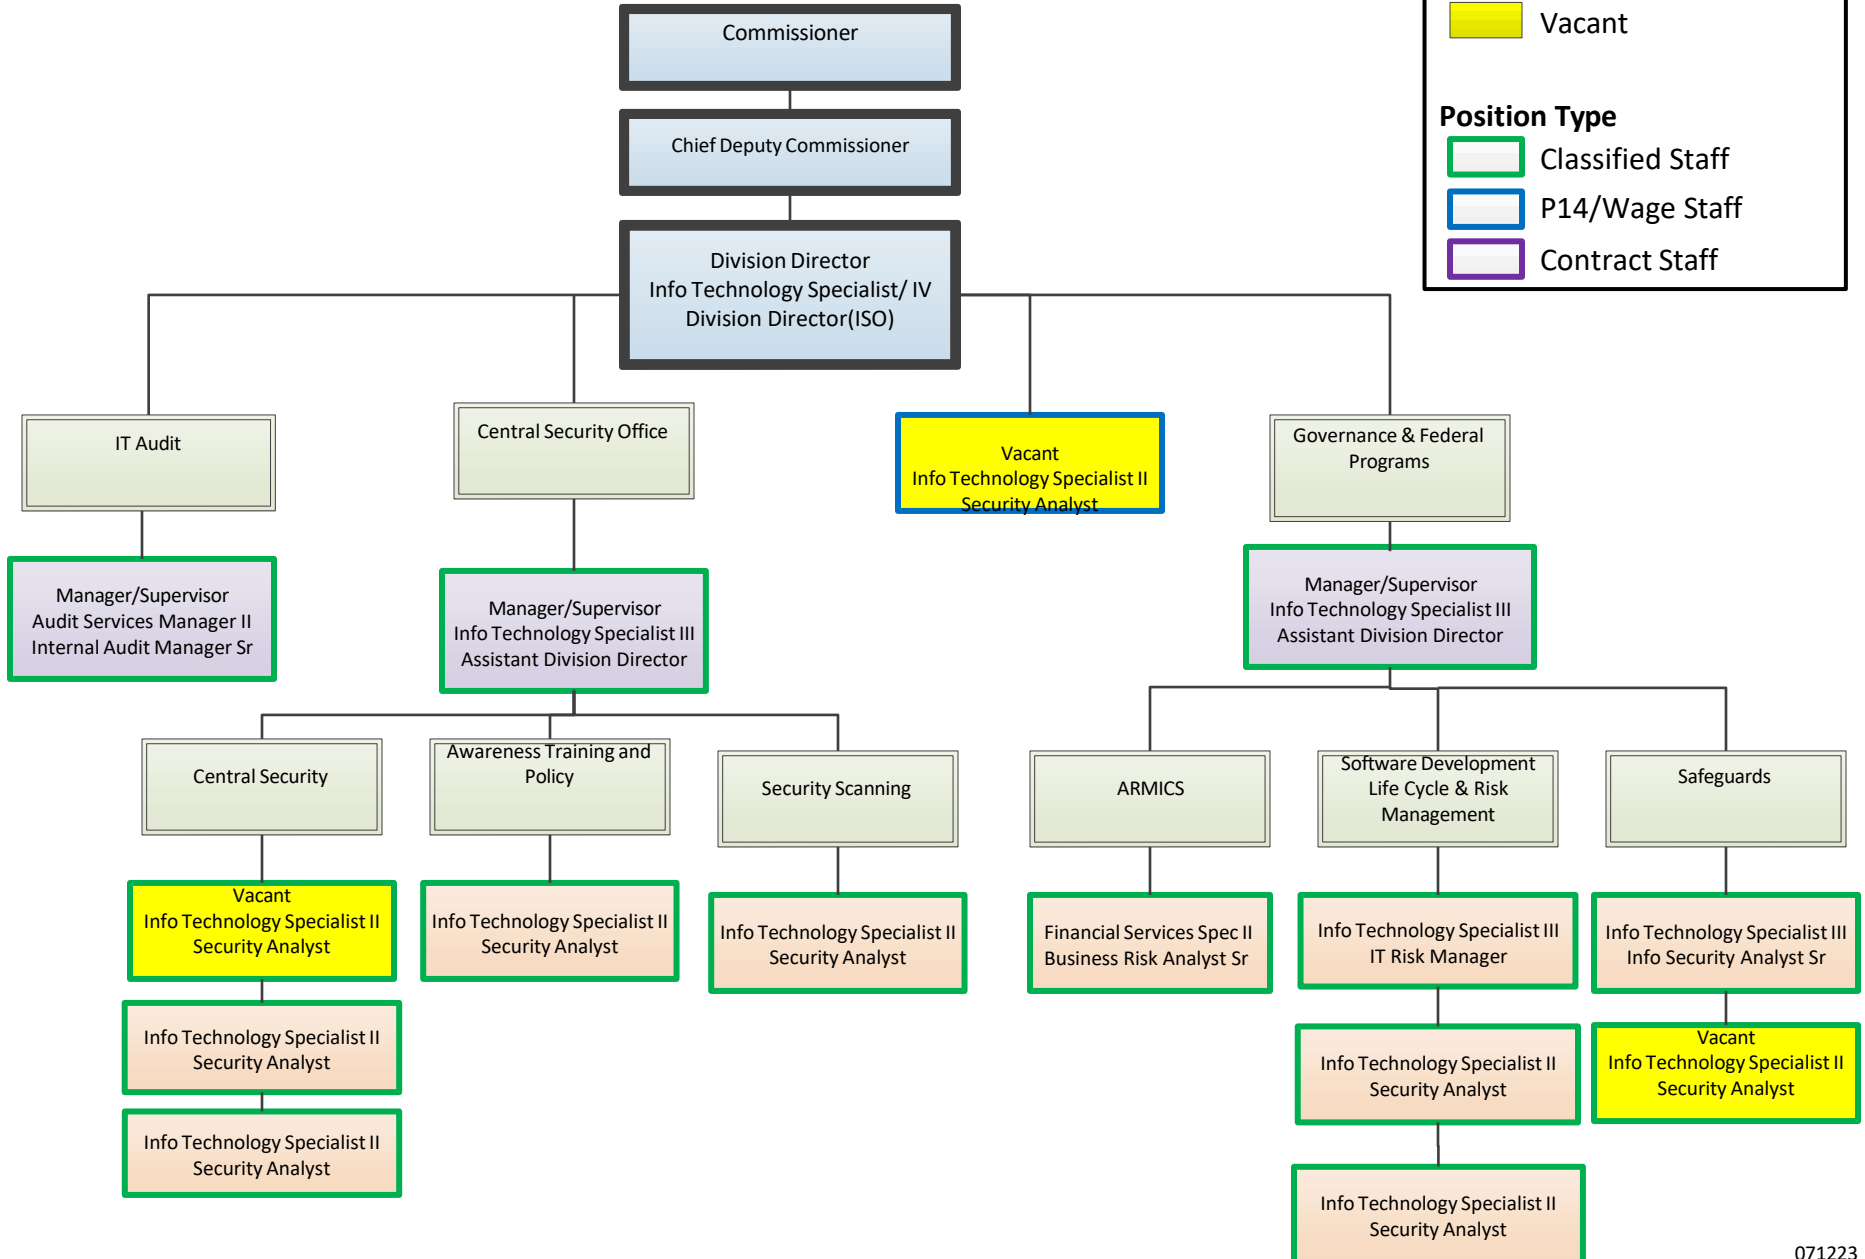 Commissioner
Chief Deputy Commissioner
Division Director
Info Technology Specialist/ IV
Division Director(ISO)
Vacant
Position Type
Classified Staff
P14/Wage Staff
Contract Staff
IT Audit
Central Security Office
Vacant
Info Technology Specialist II
Security Analyst
Governance & Federal
Programs
Manager/Supervisor
Audit Services Manager II
Internal Audit Manager Sr
Manager/Supervisor
Info Technology Specialist III
Assistant Division Director
Manager/Supervisor
Info Technology Specialist III
Assistant Division Director
Central Security
Awareness Training and
Policy
Security Scanning
ARMICS
Software Development
Life Cycle & Risk
Management
Safeguards
Vacant
Info Technology Specialist II
Security Analyst
Info Technology Specialist II
Security Analyst
Info Technology Specialist II
Security Analyst
Financial Services Spec II
Business Risk Analyst Sr
Info Technology Specialist III
IT Risk Manager
Info Technology Specialist III
Info Security Analyst Sr
Info Technology Specialist II
Security Analyst
Info Technology Specialist II
Security Analyst
Vacant
Info Technology Specialist II
Security Analyst
Info Technology Specialist II
Security Analyst
Info Technology Specialist II
Security Analyst
071223